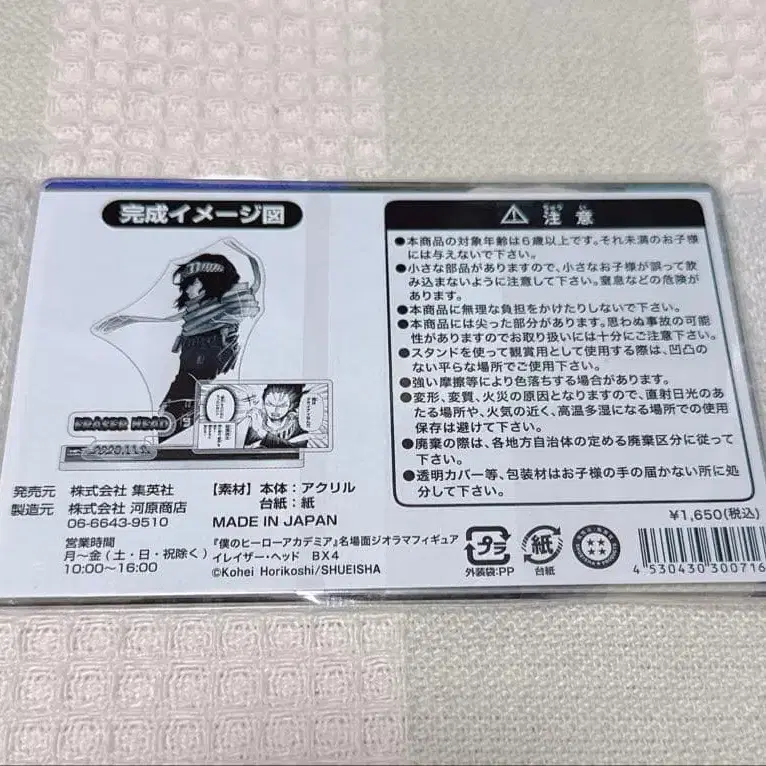 完成イメージ図
ERASER HEAD
発売元 株式会社 集英社
製造元 株式会社 河原商店
06-6643-9510
営業時間
月〜金(土・日・祝除く)
10:00〜16:00
【素材】本体:アクリル
台紙:紙
MADE IN JAPAN
『僕のヒーローアカデミア』名場面ジオラマフィギュア
イレイザー・ヘッド BX4
©Kohei Horikoshi/SHUEISHA
注意
ちゅう い
●本商品の対象年齢は6歳以上です。それ未満のお子様
には与えないで下さい。
●小さな部品がありますので、小さなお子様が誤って飲
み込まないように注意して下さい。窒息などの危険が
あります。
●本商品に無理な負担をかけたりしないで下さい。
●本商品には尖った部分があります。思わぬ事故の可能
性がありますのでお取り扱いには十分にご注意下さい。
●スタンドを使って観賞用として使用する際は、凹凸の
ない平らな場所でご使用下さい。
●強い摩擦等により色落ちする場合があります。
●変形、変質、火災の原因となりますので、直射日光のあ
たる場所や、火気の近く、高温多湿になる場所での使用
保存は避けて下さい。
●廃棄の際は、各地方自治体の定める廃棄区分に従って
下さい。
●透明カバー等、包装材はお子様の手の届かない所に処
分して下さい。
¥1,650(税込)
プラ
外装袋:PP
紙
台紙
4 530430 300716